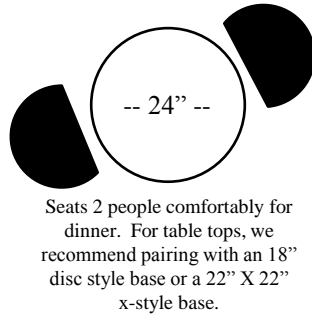 -- 24” --
Seats 2 people comfortably for
dinner.  For table tops, we
recommend pairing with an 18”
disc style base or a 22” X 22”
x-style base.